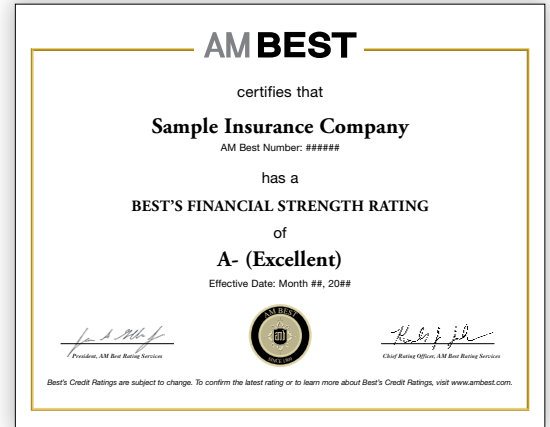 AM BEST
certifies that
Sample Insurance Company
AM Best Number: ######
has a
BEST'S FINANCIAL STRENGTH RATING
of
A- (Excellent)
Effective Date: Month ##, 20##
AM BEST
am
SINCE 1899
President, AM Best Rating Services
Chief Rating Officer, AM Best Rating Services
Best's Credit Ratings are subject to change. To confirm the latest rating or to learn more about Best's Credit Ratings, visit www.ambest.com.